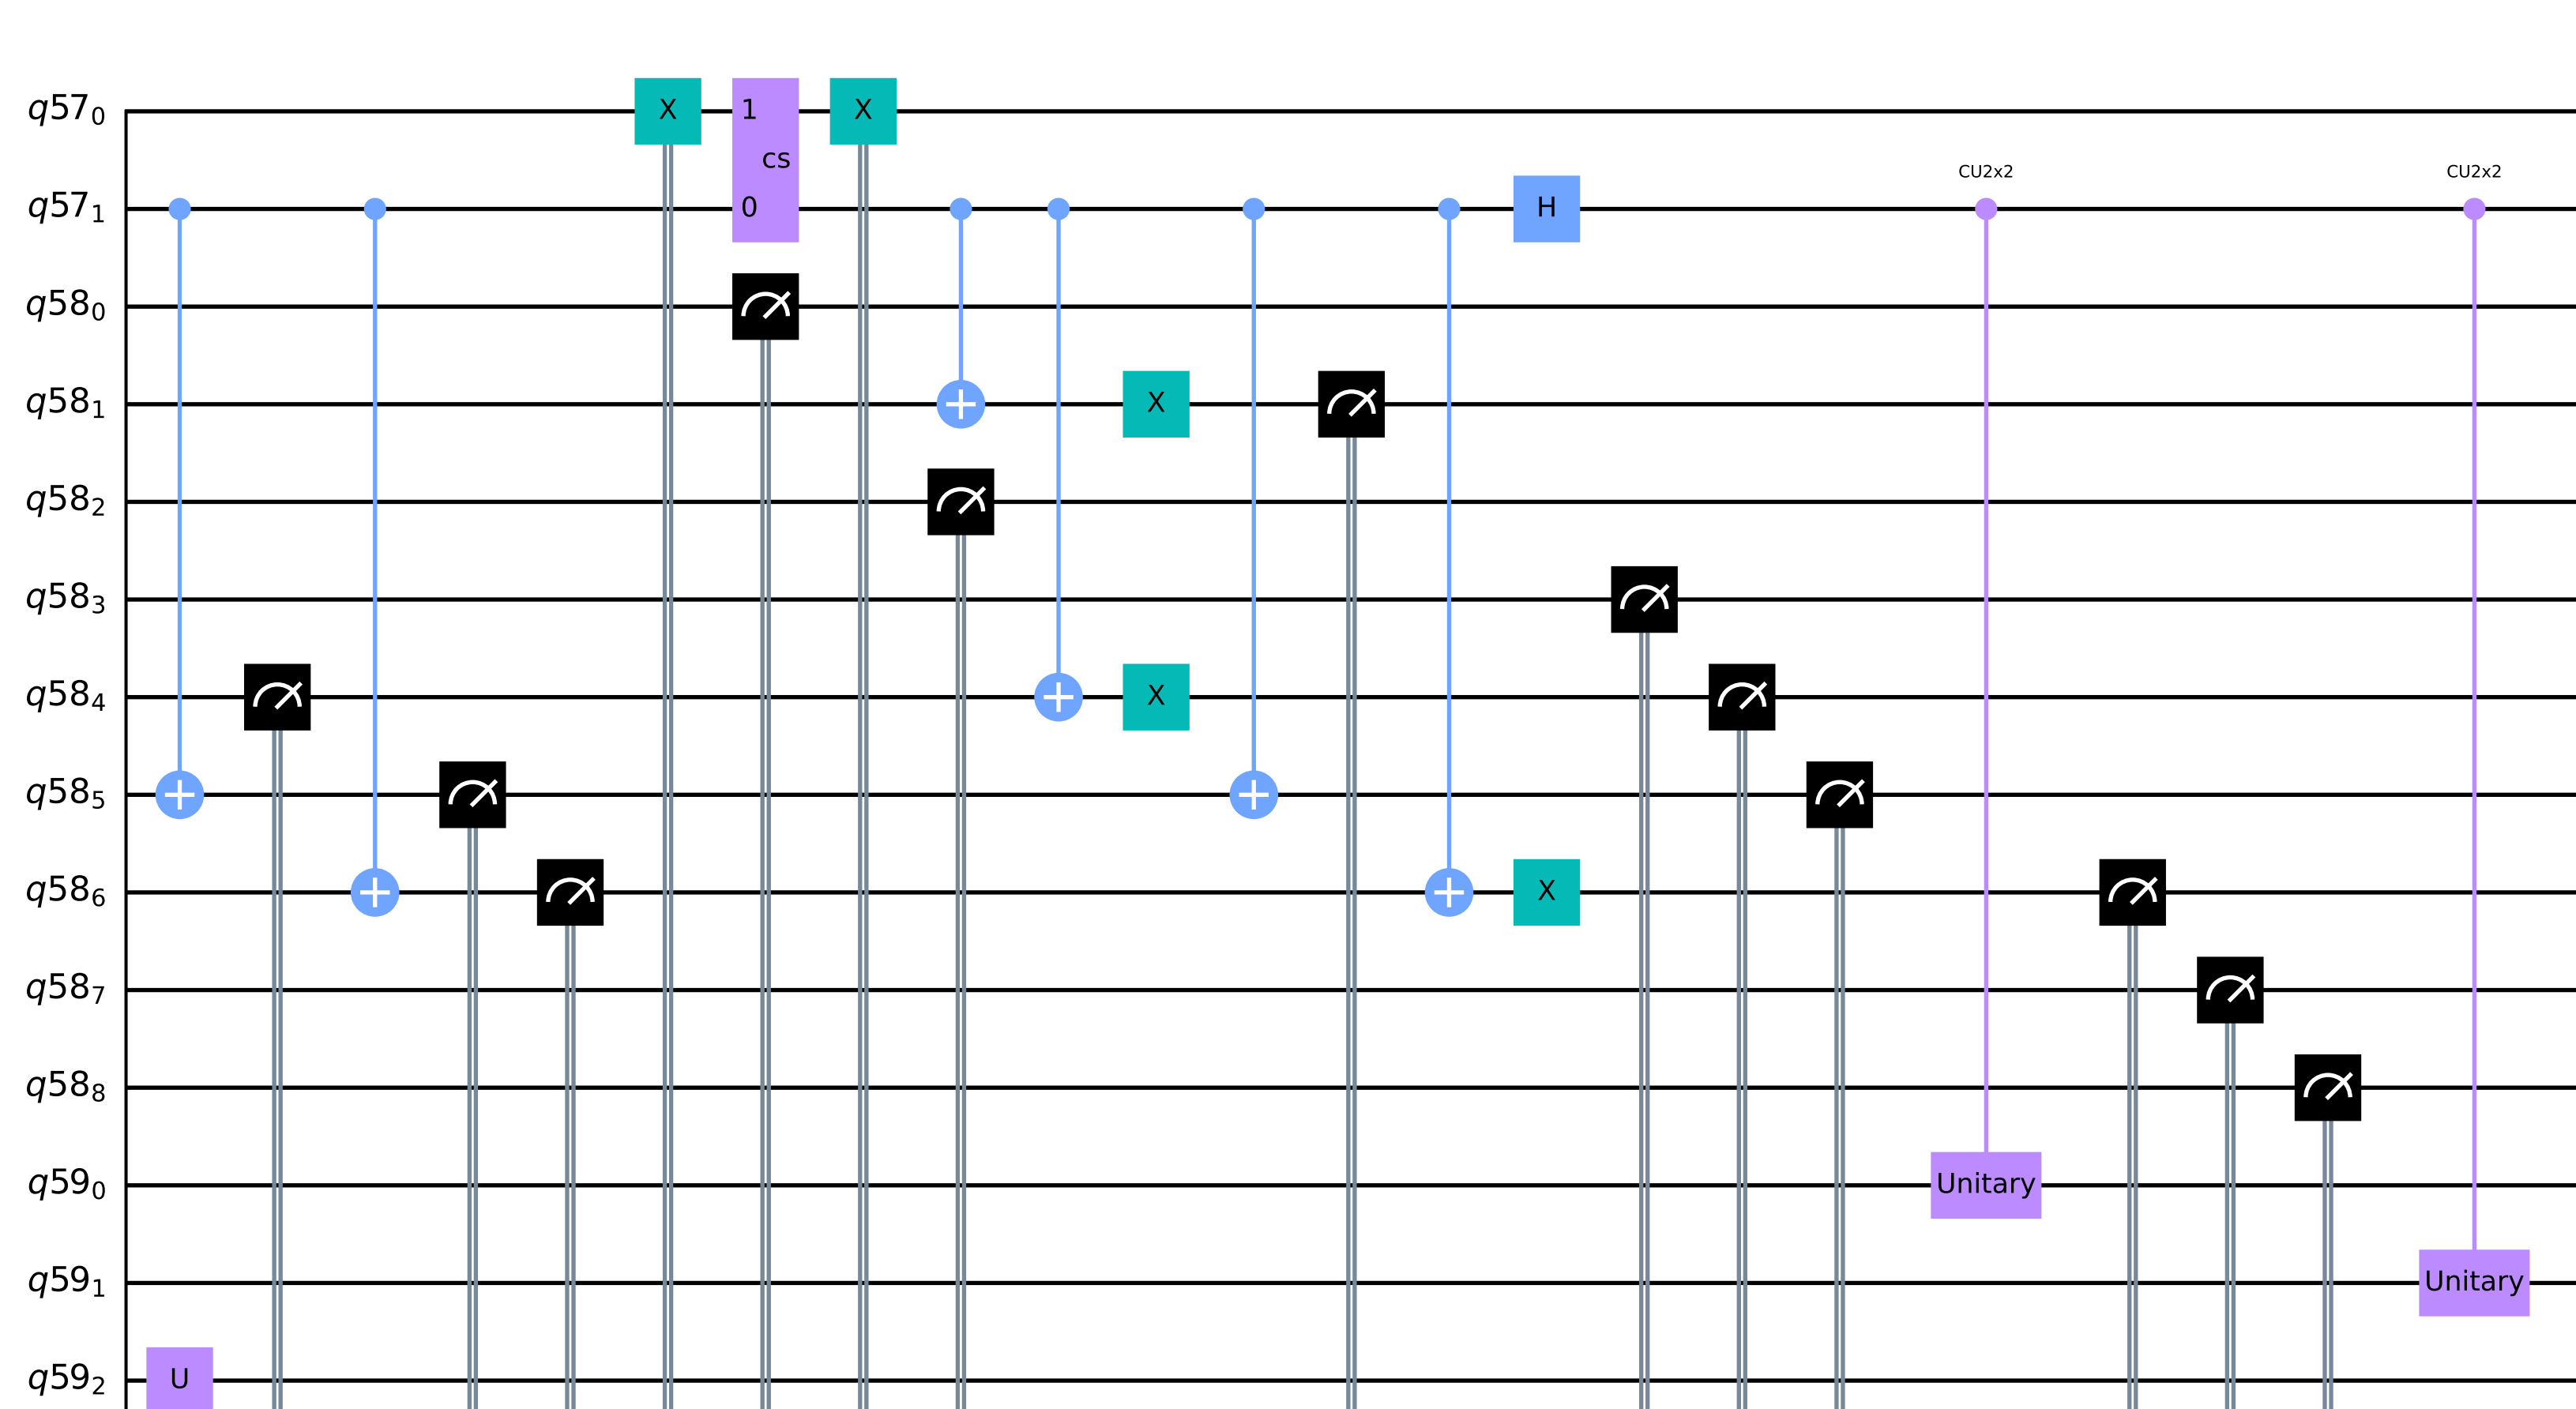 q57₀ X 1 X
cs
CU2x2 CU2x2
q57₁ 0 H
q58₀
q58₁ X
q58₂
q58₃
q58₄ X
q58₅
q58₆ X
q58₇
q58₈
q59₀ Unitary
q59₁ Unitary
q59₂ U